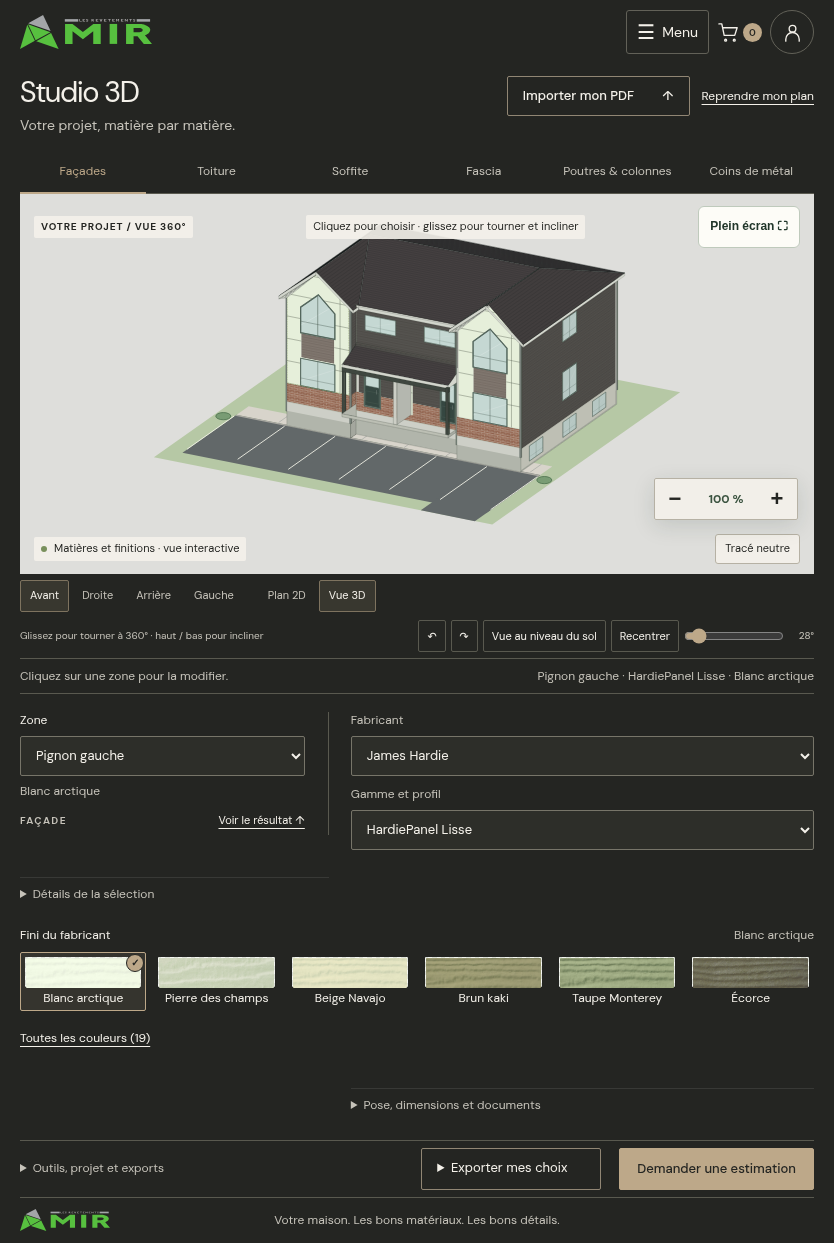 LES REVÊTEMENTS
MIR
☰ Menu
0
Studio 3D
Importer mon PDF ↑
Reprendre mon plan
Votre projet, matière par matière.
Façades
Toiture
Soffite
Fascia
Poutres & colonnes
Coins de métal
VOTRE PROJET / VUE 360°
Cliquez pour choisir · glissez pour tourner et incliner
Plein écran ⛶
− 100 % +
Matières et finitions · vue interactive
Tracé neutre
Avant
Droite
Arrière
Gauche
Plan 2D
Vue 3D
Glissez pour tourner à 360° · haut / bas pour incliner
↶
↷
Vue au niveau du sol
Recentrer
28°
Cliquez sur une zone pour la modifier.
Pignon gauche · HardiePanel Lisse · Blanc arctique
Zone
Fabricant
Pignon gauche
James Hardie
Blanc arctique
Gamme et profil
FAÇADE
Voir le résultat ↑
HardiePanel Lisse
▶ Détails de la sélection
Fini du fabricant
Blanc arctique
✓
Blanc arctique
Pierre des champs
Beige Navajo
Brun kaki
Taupe Monterey
Écorce
Toutes les couleurs (19)
▶ Pose, dimensions et documents
▶ Outils, projet et exports
▶ Exporter mes choix
Demander une estimation
MIR
Votre maison. Les bons matériaux. Les bons détails.